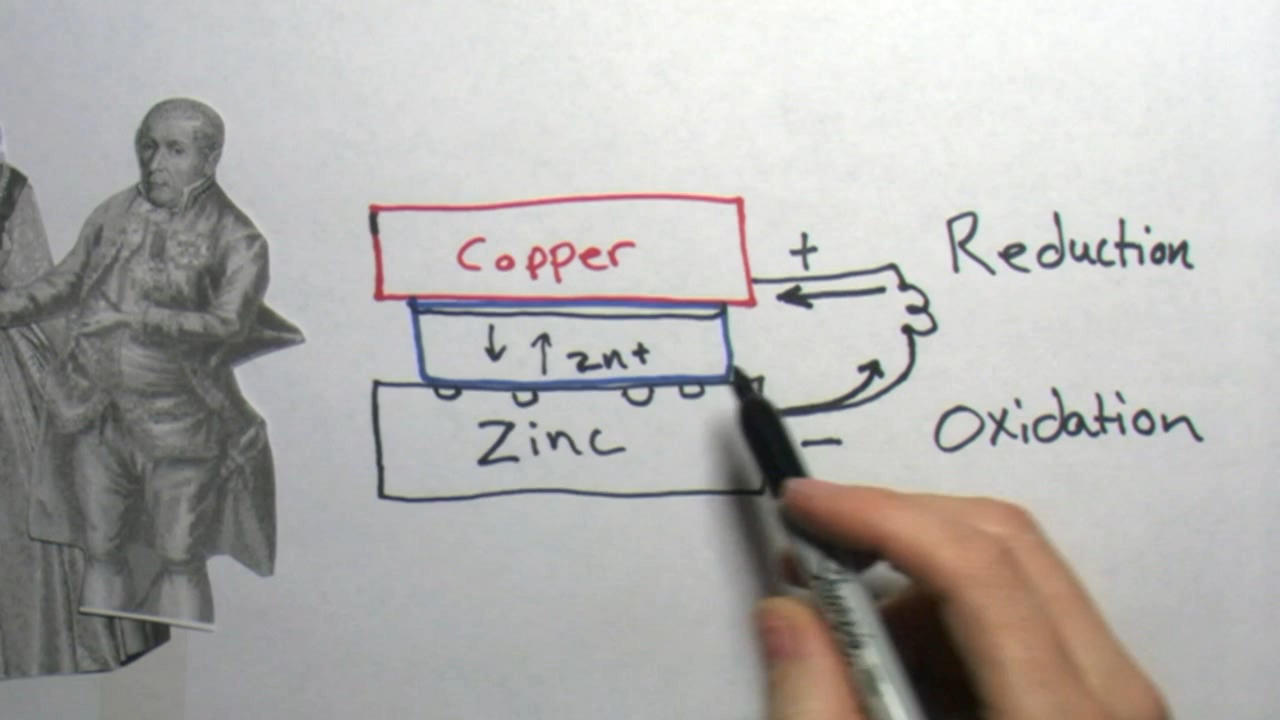 Copper
+
Reduction
↓ ↑ Zn+
Zinc
−
Oxidation